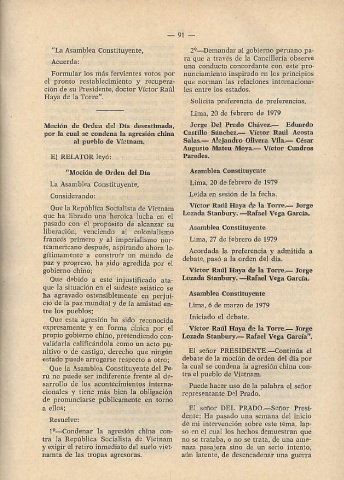 — 91 —
"La Asamblea Constituyente,
Acuerda:
Formular los más fervientes votos por
el pronto restablecimiento y recupera-
ción de su Presidente, doctor Víctor Raúl
Haya de la Torre".
Moción de Orden del Día desestimada,
por la cual se condena la agresión china
al pueblo de Vietnam.
El RELATOR leyó:
"Moción de Orden del Día
La Asamblea Constituyente,
Considerando:
Que la República Socialista de Vietnam
que ha librado una heroica lucha en el
pasado con el propósito de alcanzar su
liberación, venciendo al colonialismo
francés primero y al imperialismo nor-
teamericano después, aspirando ahora le-
gítimamente a construir un mundo de
paz y progreso, ha sido agredida por el
gobierno chino;
Que debido a este injustificado ata-
que la situación en el sudeste asiático se
ha agravado ostensiblemente en perjui-
cio de la paz mundial y de la amistad en-
tre los pueblos;
Que esta agresión ha sido reconocida
expresamente y en forma cínica por el
propio gobierno chino, pretendiendo con-
validarla calificándola como un acto pu-
nitivo o de castigo, derecho que ningún
estado puede arrogarse respecto a otro;
Que la Asamblea Constituyente del Pe-
rú no puede ser indiferente frente al de-
sarrollo de los acontecimientos interna-
cionales y tiene más bien la obligación
de pronunciarse públicamente en torno
a ellos;
Resuelve:
1º—Condenar la agresión china con-
tra la República Socialista de Vietnam
y exigir el retiro inmediato del suelo viet-
namita de las tropas agresoras.
2º—Demandar al gobierno peruano pa-
ra que a través de la Cancillería observe
una conducta concordante con este pro-
nunciamiento inspirado en los principios
que norman las relaciones internaciona-
les entre los estados.
Solicita preferencia de preferencias.
Lima, 20 de febrero de 1979
Jorge Del Prado Chávez.— Eduardo
Castillo Sánchez.— Víctor Raúl Acosta
Salas.— Alejandro Olivera Vila.— César
Augusto Mateu Moya.— Víctor Cuadros
Paredes.
Asamblea Constituyente
Lima, 20 de febrero de 1979
Leída en sesión de la fecha.
Víctor Raúl Haya de la Torre.— Jorge
Lozada Stanbury. —Rafael Vega García.
Asamblea Constituyente
Lima, 27 de febrero de 1979
Acordada la preferencia y admitida a
debate, pasó a la orden del día.
Víctor Raúl Haya de la Torre.— Jorge
Lozada Stanbury. —Rafael Vega García.
Asamblea Constituyente
Lima, 6 de marzo de 1979
Iniciado el debate.
Víctor Raúl Haya de la Torre.— Jorge
Lozada Stanbury.— Rafael Vega García".
El señor PRESIDENTE.—Continúa el
debate de la moción de orden del día por
la cual se condena la agresión china con-
tra el pueblo de Vietnam.
Puede hacer uso de la palabra el señor
representante Del Prado.
El señor DEL PRADO.—Señor Presi-
dente: Ha pasado una semana del inicio
de mi intervención sobre este tema, lap-
so en el cual los hechos demuestran que
no se trataba, o no se trata, de una ame-
naza pasajera sino de un serio intento,
aún latente, de desencadenar una guerra